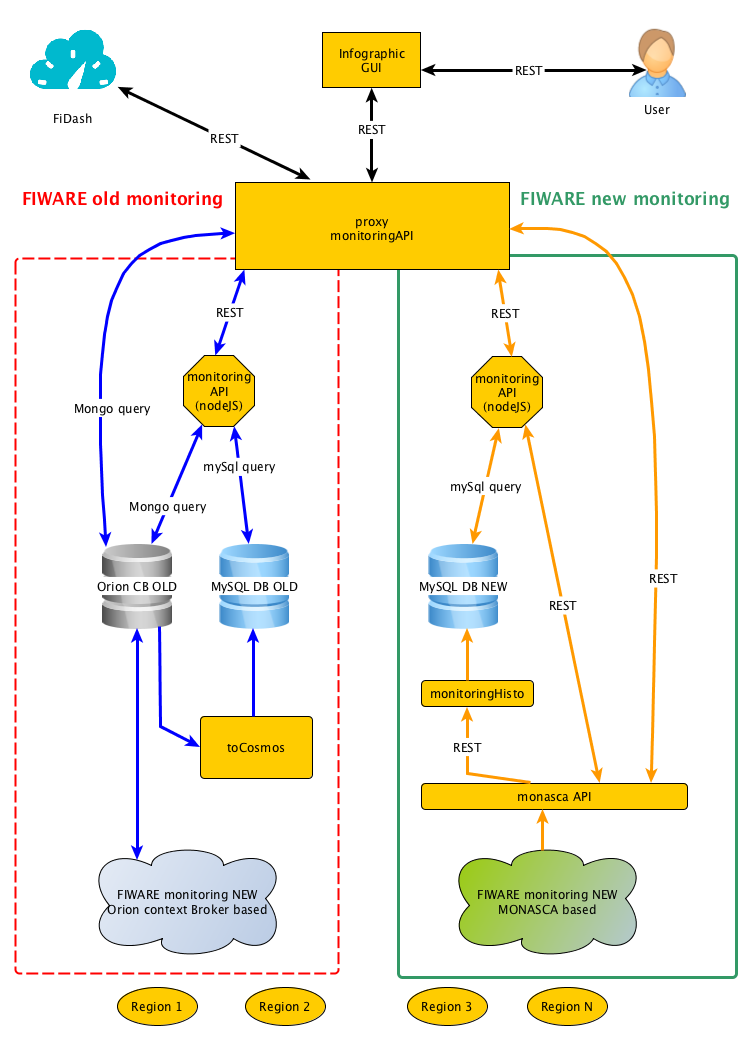 Infographic
GUI
REST
User
FiDash
REST
REST
FIWARE old monitoring
FIWARE new monitoring
proxy
monitoringAPI
REST
REST
monitoring
API
(nodeJS)
monitoring
API
(nodeJS)
Mongo query
mySql query
mySql query
Mongo query
Orion CB OLD
MySQL DB OLD
MySQL DB NEW
REST
REST
monitoringHisto
toCosmos
REST
monasca API
FIWARE monitoring NEW
Orion context Broker based
FIWARE monitoring NEW
MONASCA based
Region 1
Region 2
Region 3
Region N